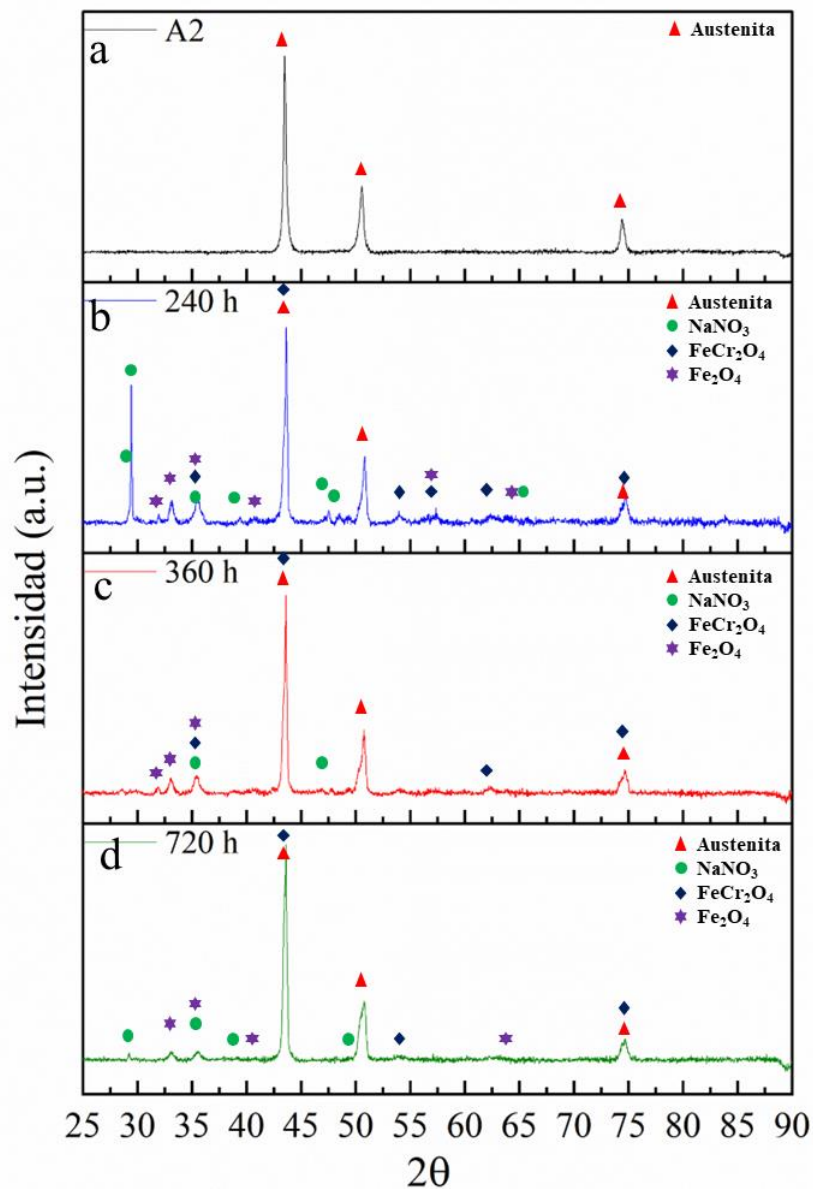 a
A2
Austenita
b
240 h
Austenita
NaNO₃
FeCr₂O₄
Fe₂O₄
c
360 h
Austenita
NaNO₃
FeCr₂O₄
Fe₂O₄
d
720 h
Austenita
NaNO₃
FeCr₂O₄
Fe₂O₄
Intensidad (a.u.)
25 30 35 40 45 50 55 60 65 70 75 80 85 90
2θ